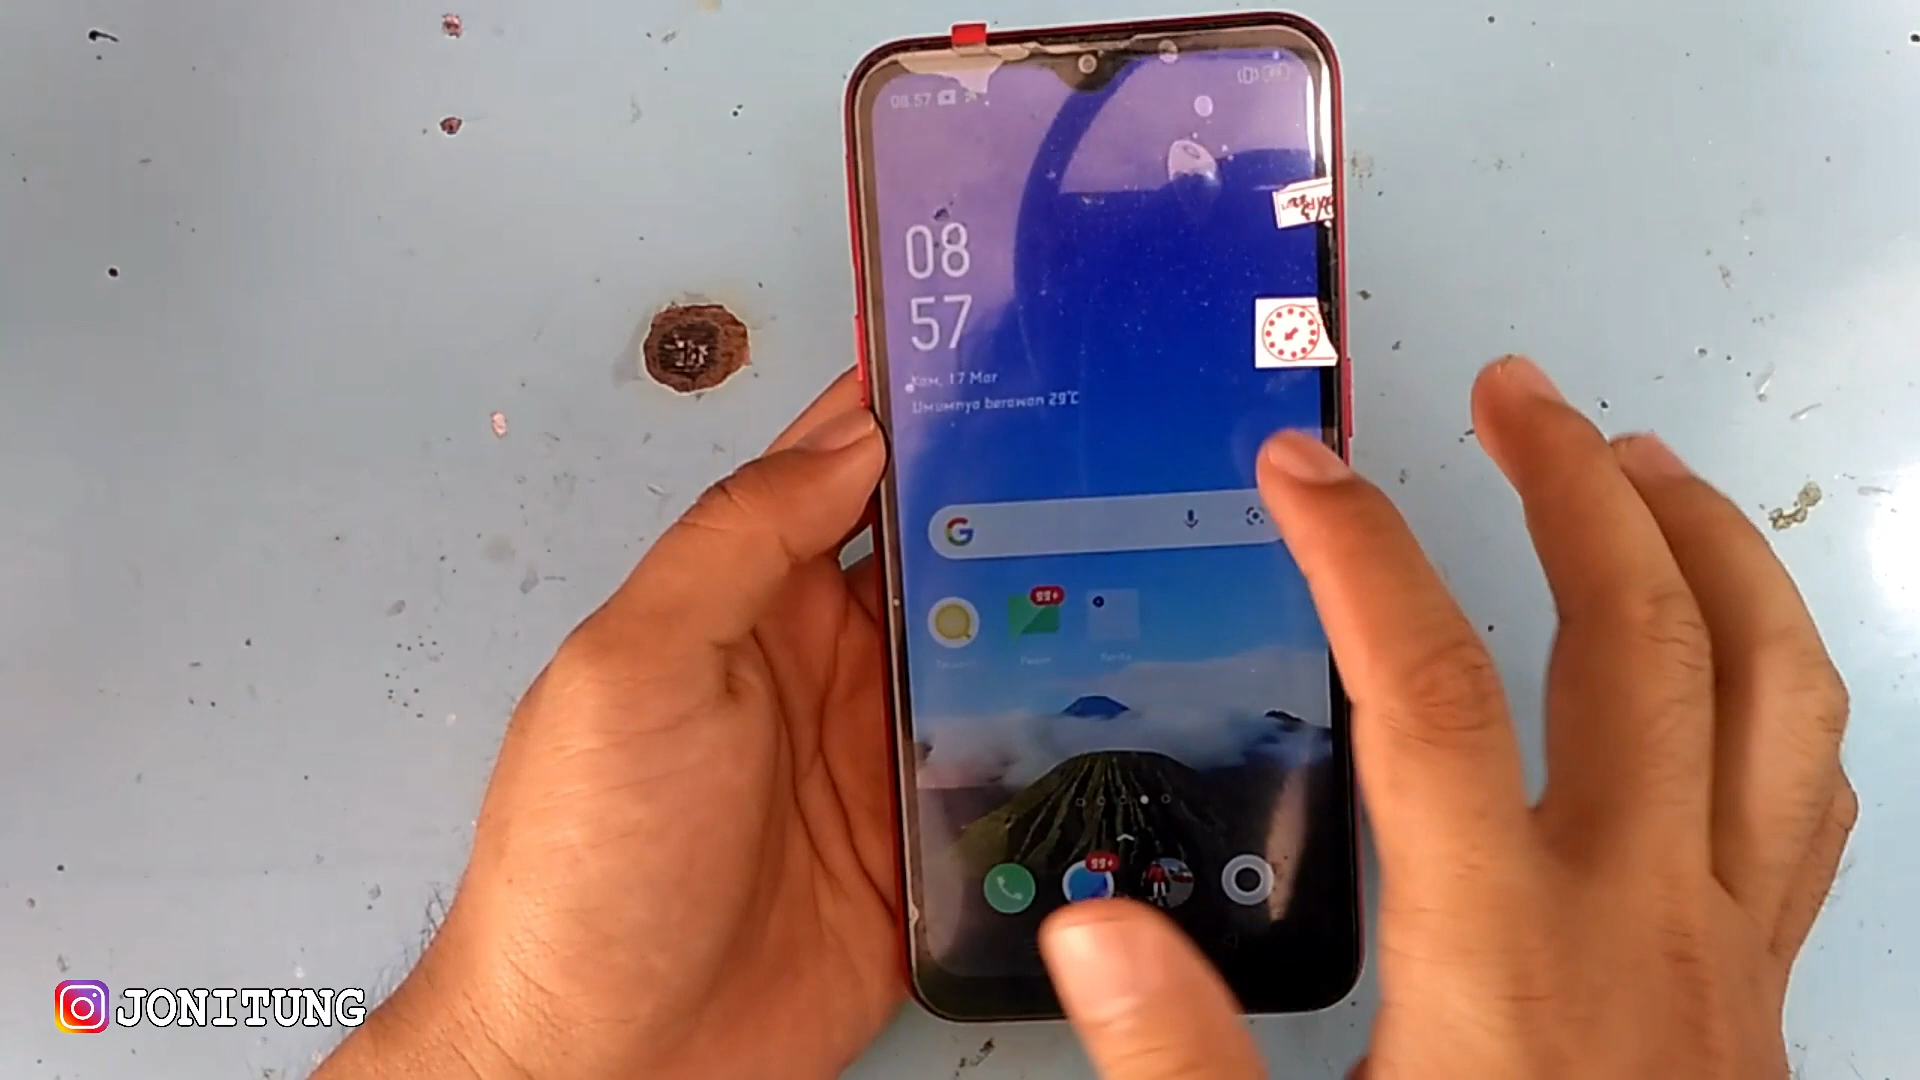 08.57
08
57
Kam, 17 Mar
Umumnya berawan 29°C
G
99+
99+
JONITUNG